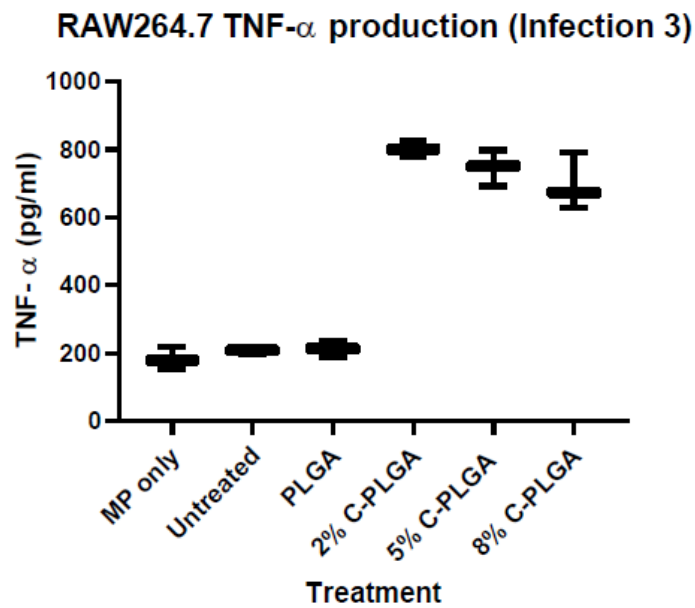 RAW264.7 TNF-α production (Infection 3)
1000
800
600
400
200
0
TNF- α (pg/ml)
MP only
Untreated
PLGA
2% C-PLGA
5% C-PLGA
8% C-PLGA
Treatment